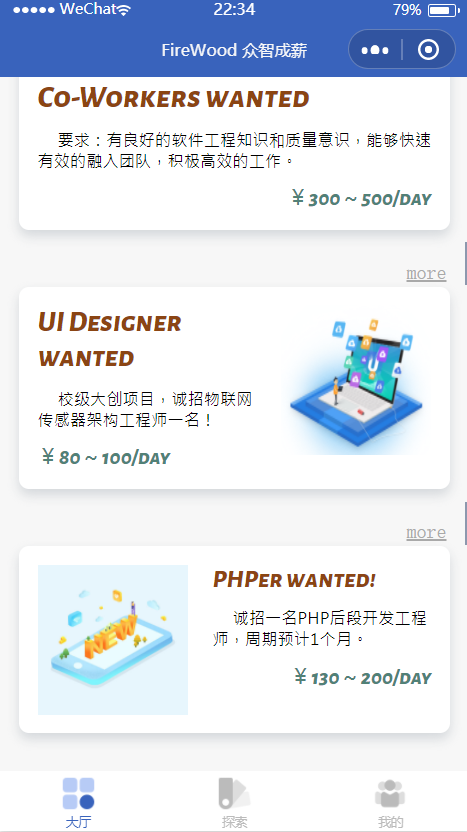 WeChat 22:34 79%
FireWood 众智成薪
Co-Workers wanted
要求：有良好的软件工程知识和质量意识，能够快速
有效的融入团队，积极高效的工作。
￥300 ~ 500/day
more
UI Designer
wanted
校级大创项目，诚招物联网
传感器架构工程师一名！
￥80 ~ 100/day
U
more
PHPer wanted!
NEW
诚招一名PHP后段开发工程
师，周期预计1个月。
￥130 ~ 200/day
大厅 探索 我的